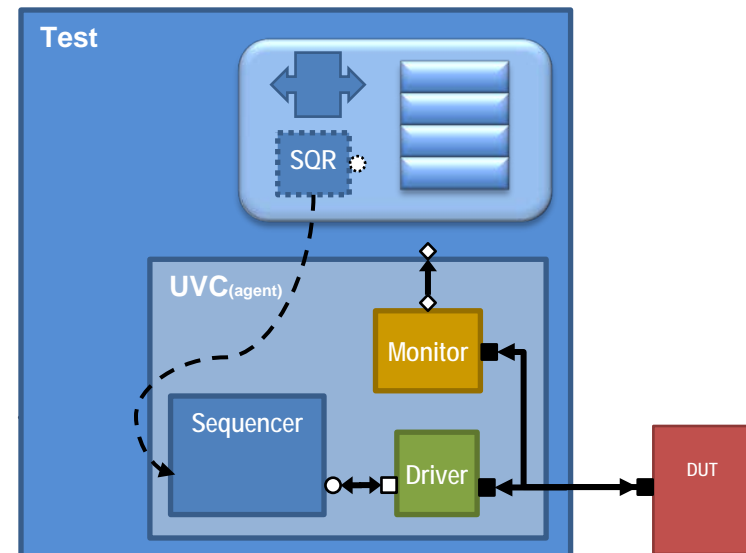 Test
SQR
UVC(agent)
Monitor
Sequencer
Driver
DUT